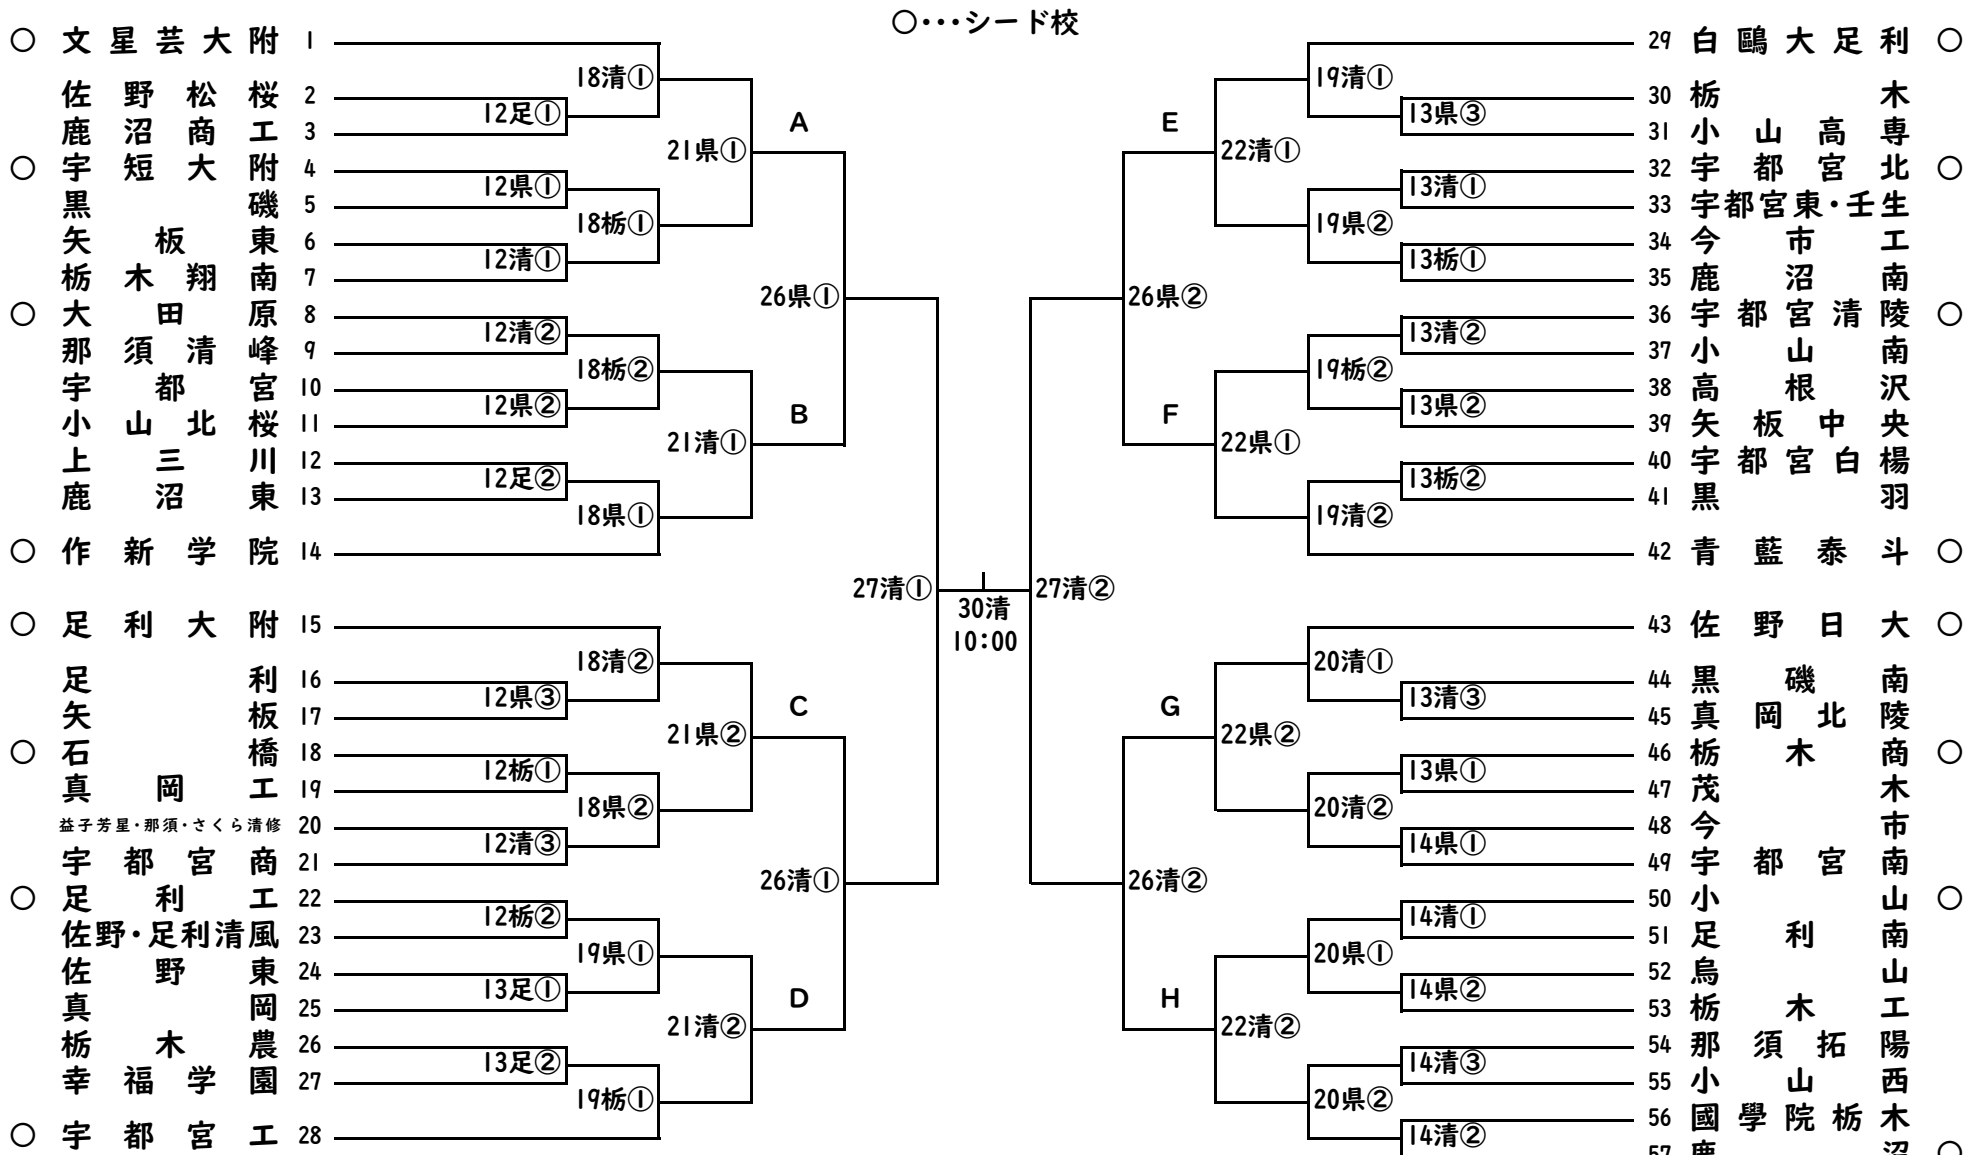 ○・・・シード校
○ 文星芸大附 1
佐野松桜 2
鹿沼商工 3
○ 宇短大附 4
黒磯 5
矢板東 6
栃木翔南 7
○ 大田原 8
那須清峰 9
宇都宮 10
小山北桜 11
上三川 12
鹿沼東 13
○ 作新学院 14
○ 足利大附 15
足利 16
矢板 17
○ 石橋 18
真岡工 19
益子芳星・那須・さくら清修 20
宇都宮商 21
○ 足利工 22
佐野・足利清風 23
佐野東 24
真岡 25
栃木農 26
幸福学園 27
○ 宇都宮工 28
12足①
12県①
12清①
12清②
12県②
12足②
12県③
12栃①
12清③
12栃②
13足①
13足②
18清①
18栃①
18栃②
18県①
18清②
18県②
19県①
19栃①
21県①
21清①
21県②
21清②
A
B
C
D
26県①
26清①
27清①
30清
10:00
27清②
26県②
26清②
E
F
G
H
22清①
22県①
22県②
22清②
19清①
19県②
19栃②
19清②
20清①
20清②
20県①
20県②
13県③
13清①
13栃①
13清②
13県②
13栃②
13清③
13県①
14県①
14清①
14県②
14清③
14清②
29 白鷗大足利 ○
30 栃木
31 小山高専
32 宇都宮北 ○
33 宇都宮東・壬生
34 今市工
35 鹿沼南
36 宇都宮清陵 ○
37 小山南
38 高根沢
39 矢板中央
40 宇都宮白楊
41 黒羽
42 青藍泰斗 ○
43 佐野日大 ○
44 黒磯南
45 真岡北陵
46 栃木商 ○
47 茂木
48 今市
49 宇都宮南
50 小山 ○
51 足利南
52 烏山
53 栃木工
54 那須拓陽
55 小山西
56 國學院栃木
57 鹿沼 ○